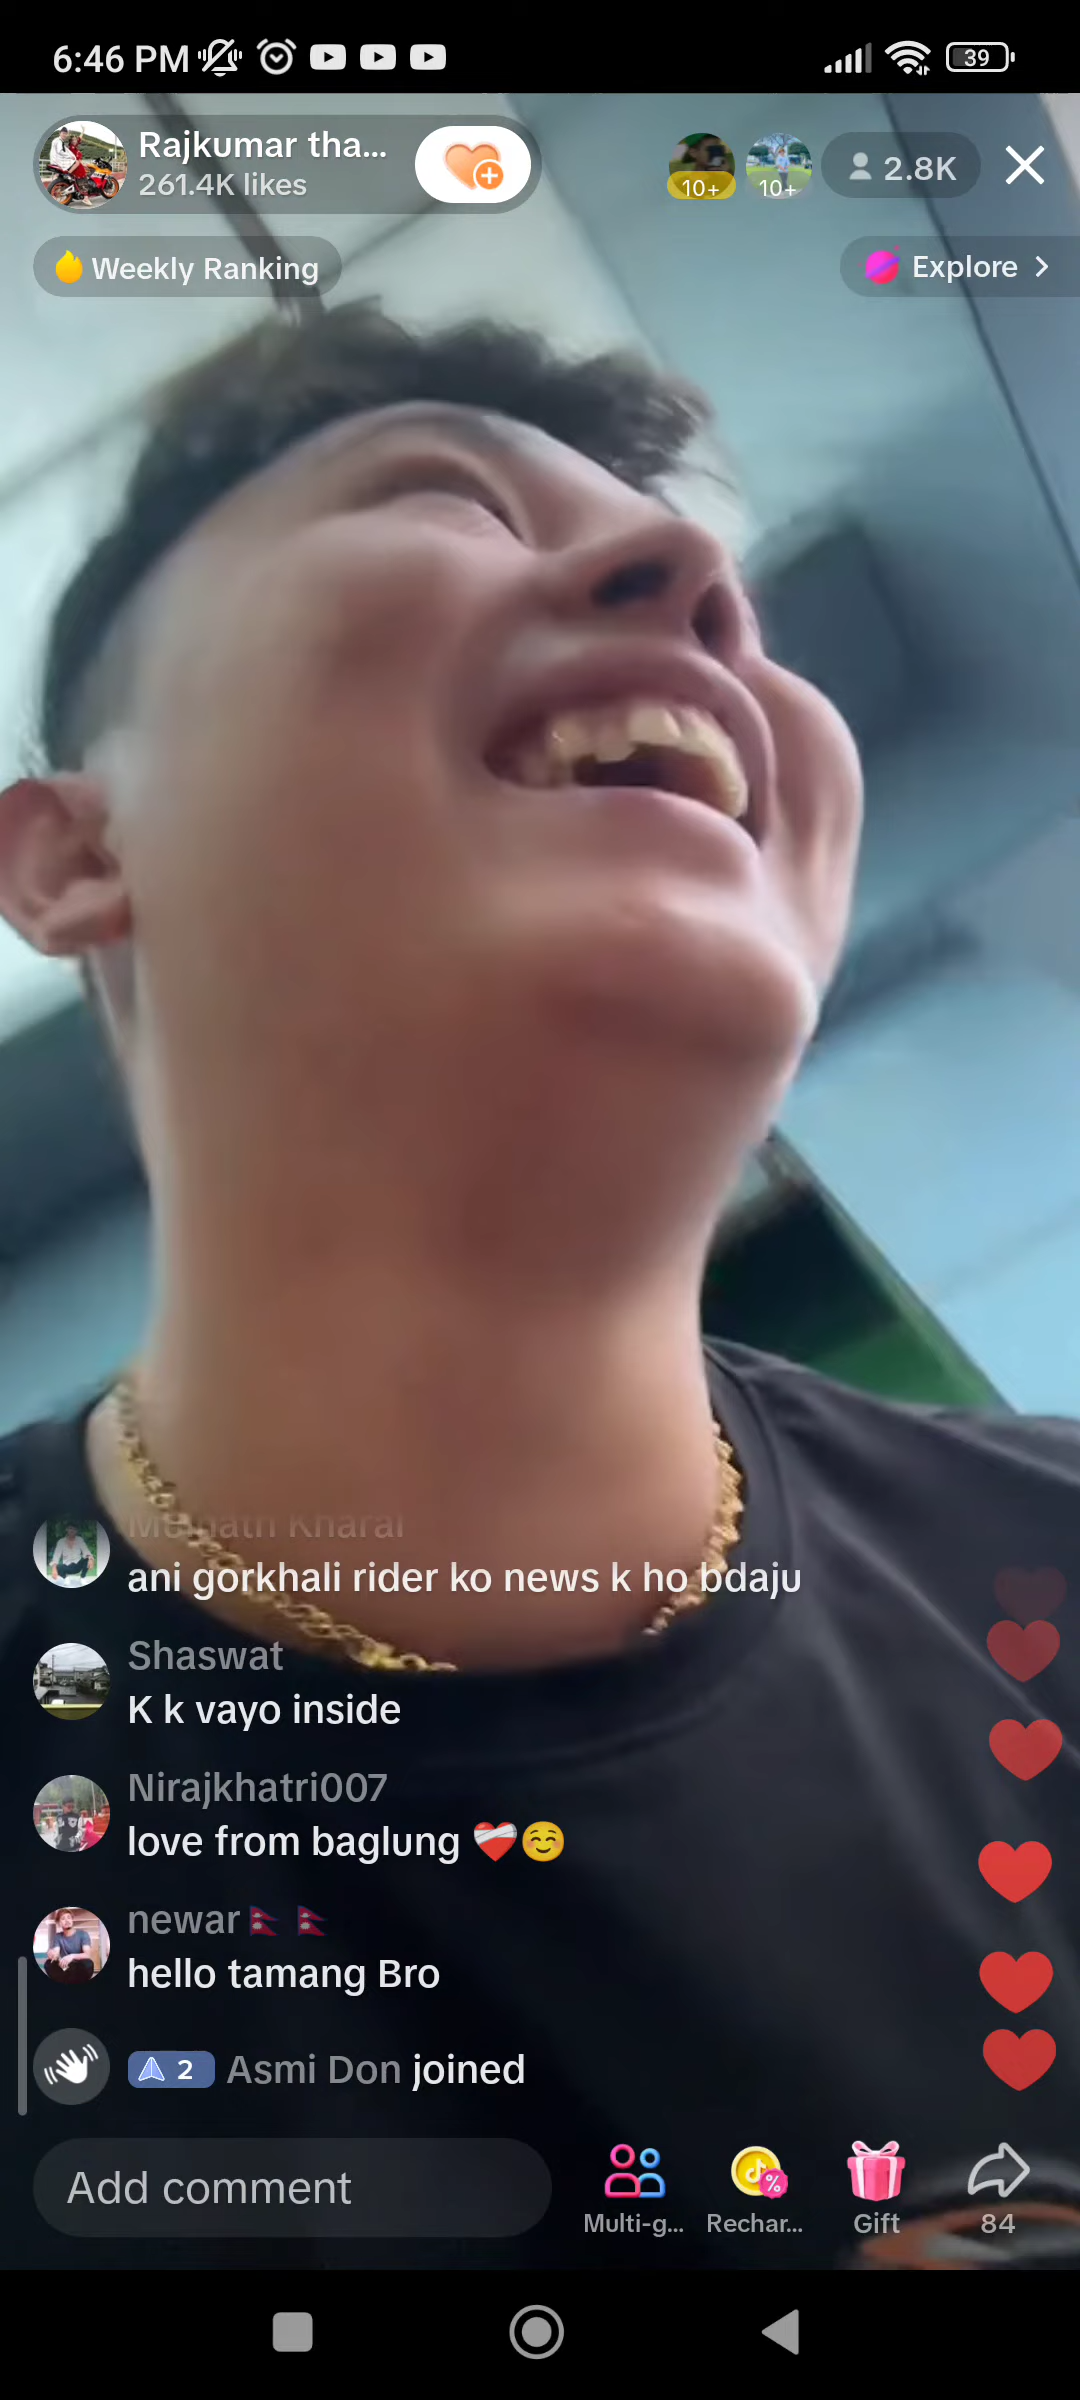 6:46 PM
39
Rajkumar tha...
261.4K likes
10+
10+
2.8K
Weekly Ranking
Explore
Melnath Kharal
ani gorkhali rider ko news k ho bdaju
Shaswat
K k vayo inside
Nirajkhatri007
love from baglung ❤️‍🩹☺️
newar🇳🇵 🇳🇵
hello tamang Bro
2 Asmi Don joined
Add comment
Multi-g...
Rechar...
Gift
84